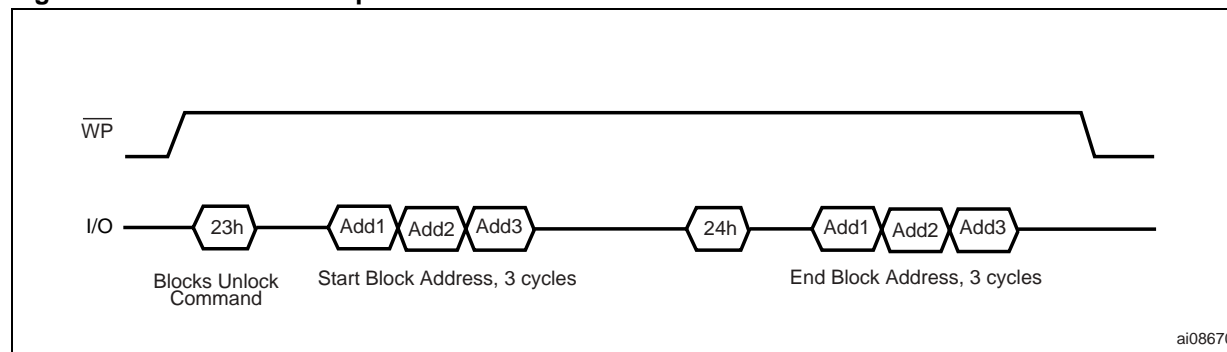 WP
I/O 23h Add1 Add2 Add3 24h Add1 Add2 Add3
Blocks Unlock
Command
Start Block Address, 3 cycles
End Block Address, 3 cycles